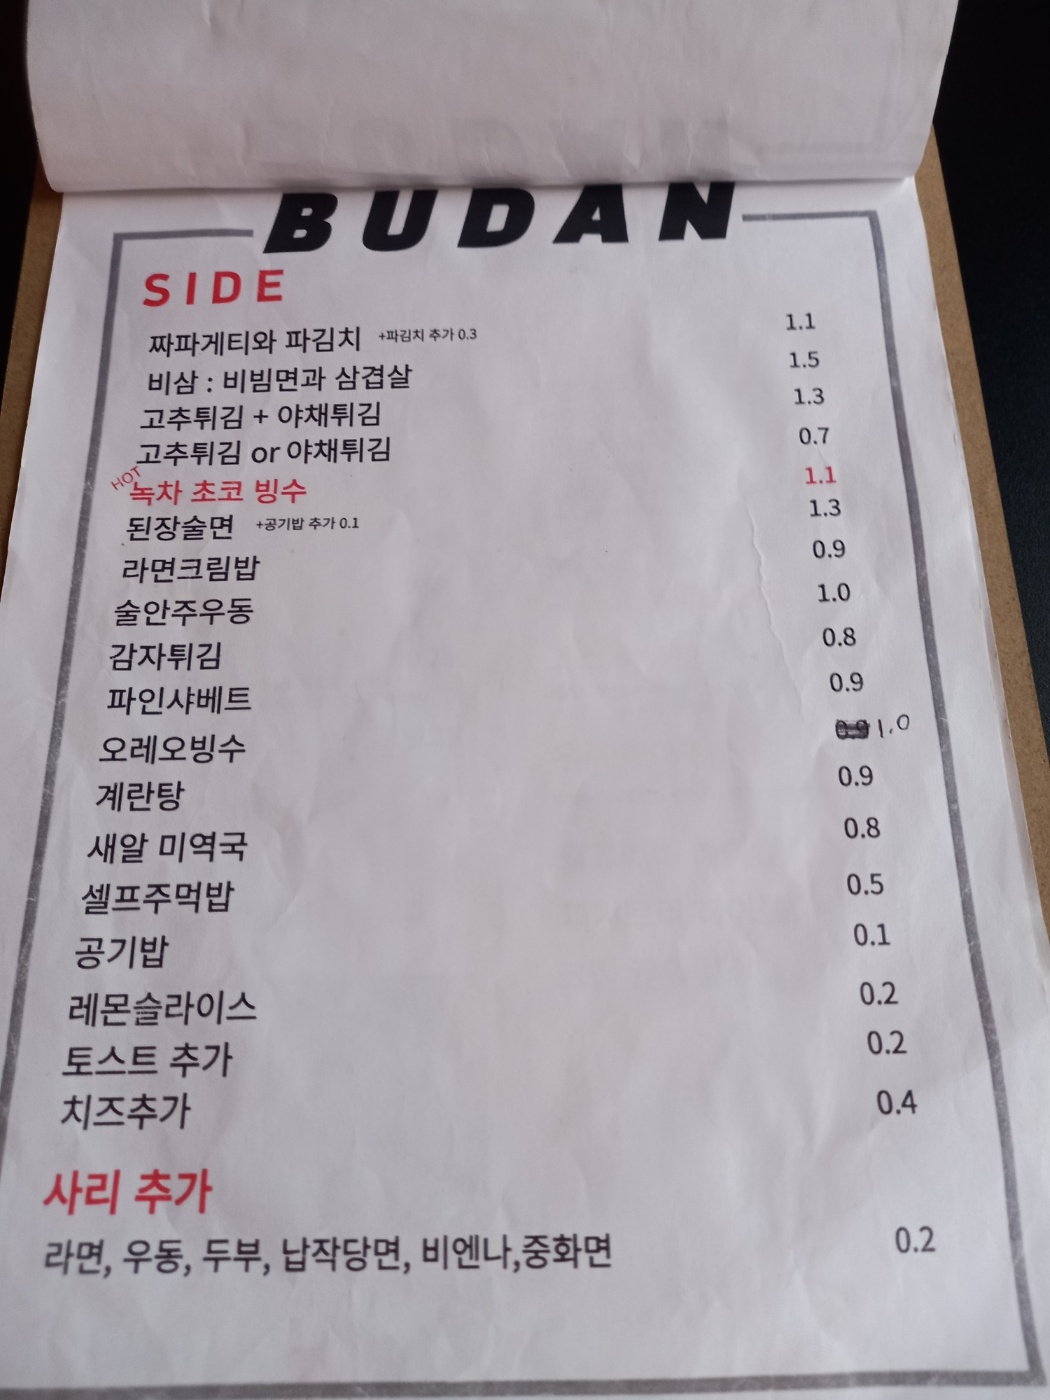 BUDAN
SIDE
짜파게티와 파김치 +파김치 추가 0.3 1.1
비삼 : 비빔면과 삼겹살 1.5
고추튀김 + 야채튀김 1.3
고추튀김 or 야채튀김 0.7
HOT
녹차 초코 빙수 1.1
된장술면 +공기밥 추가 0.1 1.3
라면크림밥 0.9
술안주우동 1.0
감자튀김 0.8
파인샤베트 0.9
오레오빙수 0.9 1.0
계란탕 0.9
새알 미역국 0.8
셀프주먹밥 0.5
공기밥 0.1
레몬슬라이스 0.2
토스트 추가 0.2
치즈추가 0.4
사리 추가
라면, 우동, 두부, 납작당면, 비엔나,중화면 0.2